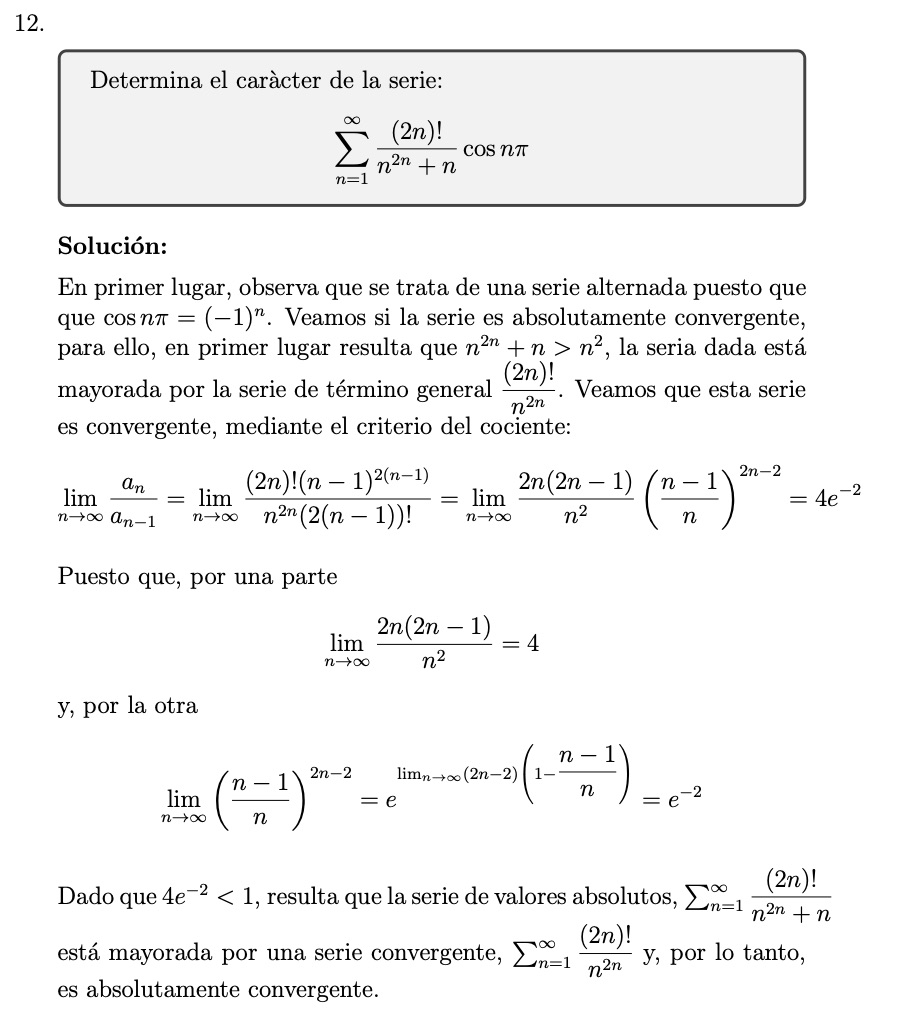 12.
Determina el caràcter de la serie:
$$\sum_{n=1}^{\infty} \frac{(2n)!}{n^{2n}+n} \cos n\pi$$
Solución:
En primer lugar, observa que se trata de una serie alternada puesto que
que $\cos n\pi = (-1)^n$. Veamos si la serie es absolutamente convergente,
para ello, en primer lugar resulta que $n^{2n} + n > n^2$, la seria dada está
mayorada por la serie de término general $\frac{(2n)!}{n^{2n}}$. Veamos que esta serie
es convergente, mediante el criterio del cociente:
$$\lim_{n\to\infty} \frac{a_n}{a_{n-1}} = \lim_{n\to\infty} \frac{(2n)!(n-1)^{2(n-1)}}{n^{2n}(2(n-1))!} = \lim_{n\to\infty} \frac{2n(2n-1)}{n^2} \left(\frac{n-1}{n}\right)^{2n-2} = 4e^{-2}$$
Puesto que, por una parte
$$\lim_{n\to\infty} \frac{2n(2n-1)}{n^2} = 4$$
y, por la otra
$$\lim_{n\to\infty} \left(\frac{n-1}{n}\right)^{2n-2} = e^{\lim_{n\to\infty}(2n-2)\left(1-\frac{n-1}{n}\right)} = e^{-2}$$
Dado que $4e^{-2} < 1$, resulta que la serie de valores absolutos, $\sum_{n=1}^{\infty} \frac{(2n)!}{n^{2n}+n}$
está mayorada por una serie convergente, $\sum_{n=1}^{\infty} \frac{(2n)!}{n^{2n}}$ y, por lo tanto,
es absolutamente convergente.